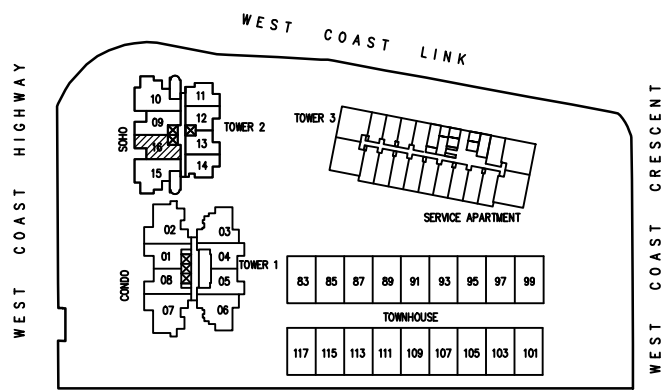 WEST COAST LINK
WEST COAST HIGHWAY
WEST COAST CRESCENT
SOHO
10
11
09
12
16
13
15
14
TOWER 2
TOWER 3
SERVICE APARTMENT
CONDO
02
03
01
04
08
05
07
06
TOWER 1
83 85 87 89 91 93 95 97 99
TOWNHOUSE
117 115 113 111 109 107 105 103 101